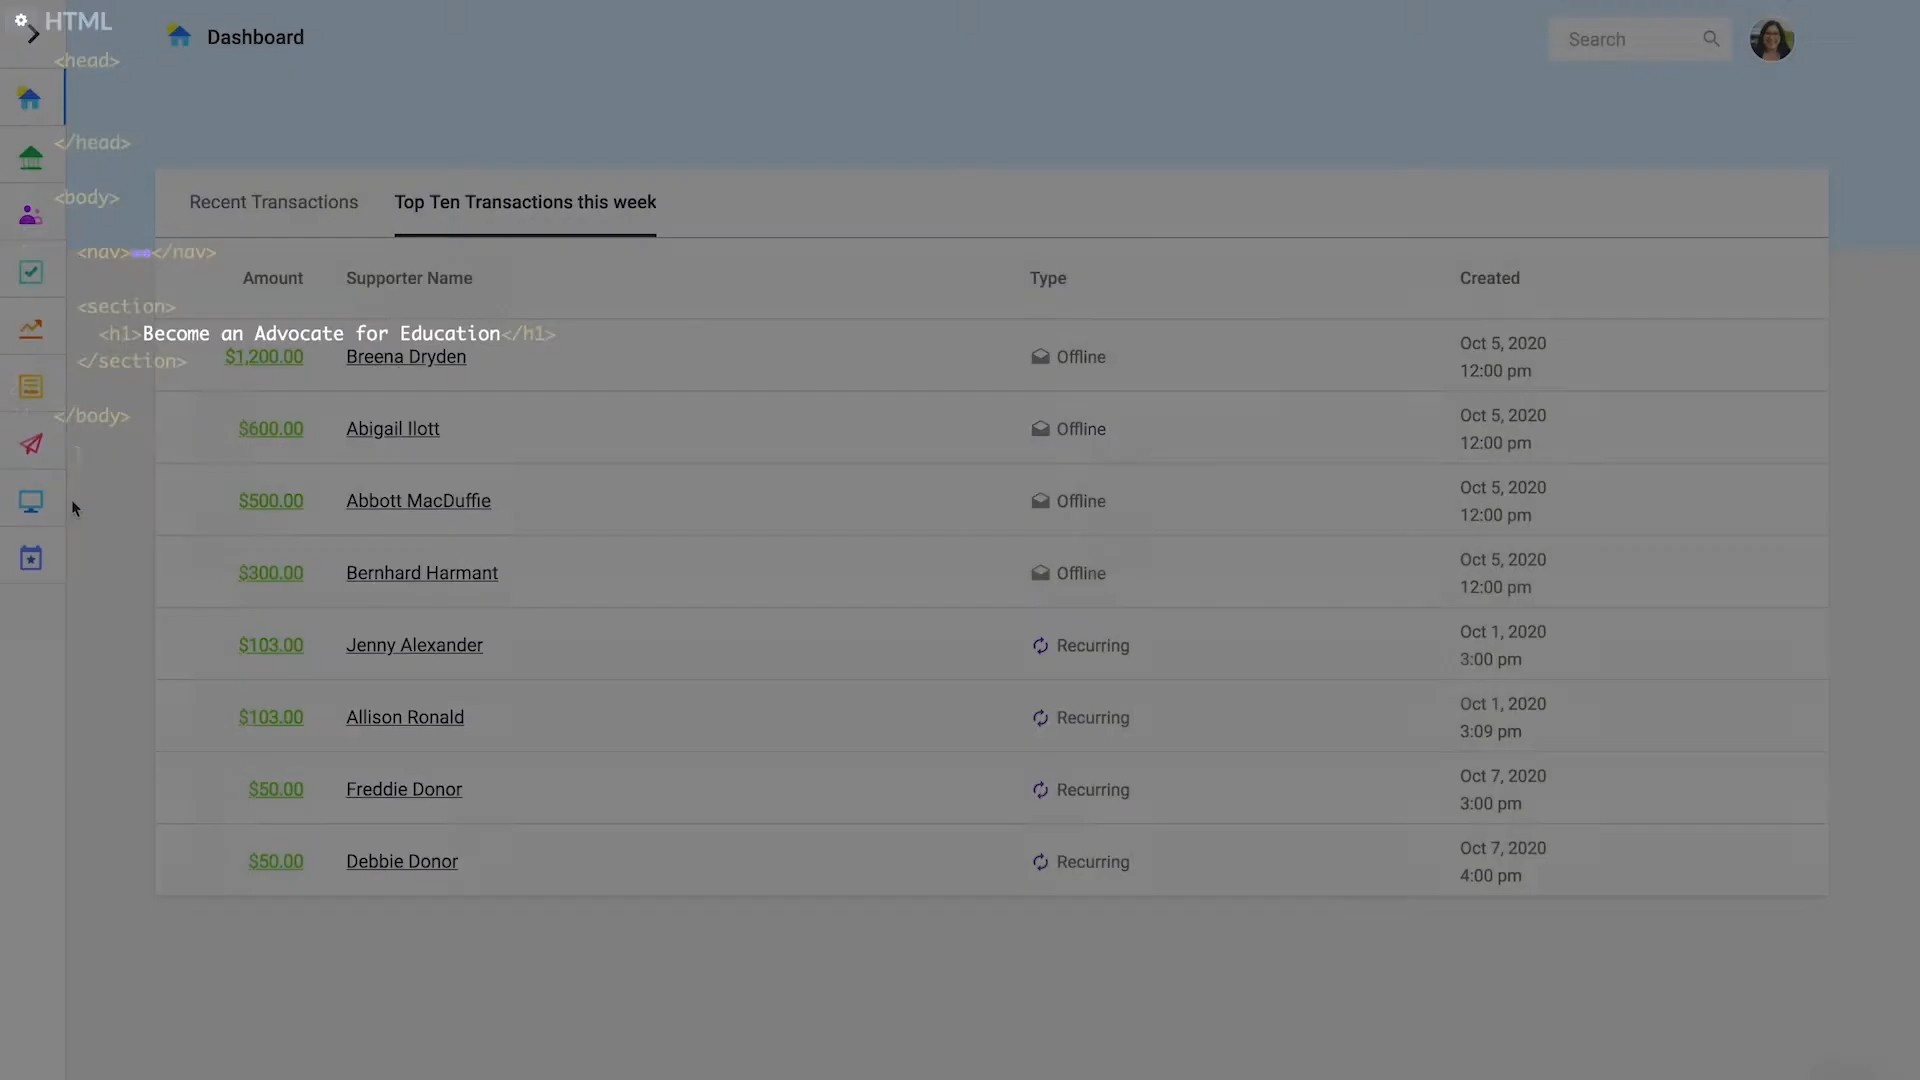 HTML
Dashboard
Search
<head>
</head>
<body>
Recent Transactions
Top Ten Transactions this week
<nav></nav>
Amount
Supporter Name
Type
Created
<section>
<h1>Become an Advocate for Education</h1>
</section>
$1,200.00
Breena Dryden
Offline
Oct 5, 2020
12:00 pm
</body>
$600.00
Abigail Ilott
Offline
Oct 5, 2020
12:00 pm
$500.00
Abbott MacDuffie
Offline
Oct 5, 2020
12:00 pm
$300.00
Bernhard Harmant
Offline
Oct 5, 2020
12:00 pm
$103.00
Jenny Alexander
Recurring
Oct 1, 2020
3:00 pm
$103.00
Allison Ronald
Recurring
Oct 1, 2020
3:09 pm
$50.00
Freddie Donor
Recurring
Oct 7, 2020
3:00 pm
$50.00
Debbie Donor
Recurring
Oct 7, 2020
4:00 pm